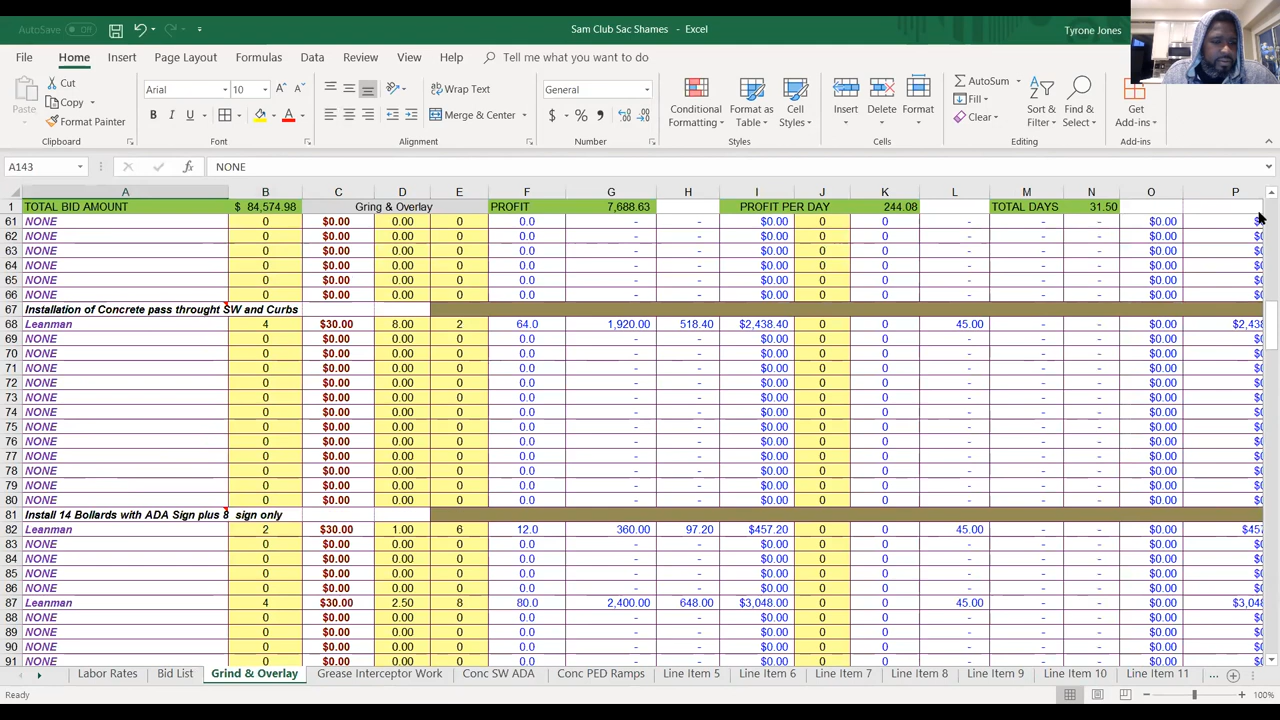 AutoSave Off Sam Club Sac Shames - Excel Tyrone Jones
File Home Insert Page Layout Formulas Data Review View Help Tell me what you want to do
Paste Cut Copy Format Painter Clipboard
Arial 10 A A B I U A Font
Wrap Text Merge & Center Alignment
General $ % , Number
Conditional Formatting Format as Table Cell Styles Styles
Insert Delete Format Cells
AutoSum Fill Clear Sort & Filter Find & Select Editing
Get Add-ins Add-ins
A143 fx NONE
A B C D E F G H I J K L M N O P
1 TOTAL BID AMOUNT $ 84,574.98 Gring & Overlay PROFIT 7,688.63 PROFIT PER DAY 244.08 TOTAL DAYS 31.50
61 NONE 0 $0.00 0.00 0 0.0 - - $0.00 0 0 - - - $0.00 $0
62 NONE 0 $0.00 0.00 0 0.0 - - $0.00 0 0 - - - $0.00 $0
63 NONE 0 $0.00 0.00 0 0.0 - - $0.00 0 0 - - - $0.00 $0
64 NONE 0 $0.00 0.00 0 0.0 - - $0.00 0 0 - - - $0.00 $0
65 NONE 0 $0.00 0.00 0 0.0 - - $0.00 0 0 - - - $0.00 $0
66 NONE 0 $0.00 0.00 0 0.0 - - $0.00 0 0 - - - $0.00 $0
67 Installation of Concrete pass throught SW and Curbs
68 Leanman 4 $30.00 8.00 2 64.0 1,920.00 518.40 $2,438.40 0 0 45.00 - - $0.00 $2,438
69 NONE 0 $0.00 0.00 0 0.0 - - $0.00 0 0 - - - $0.00 $0
70 NONE 0 $0.00 0.00 0 0.0 - - $0.00 0 0 - - - $0.00 $0
71 NONE 0 $0.00 0.00 0 0.0 - - $0.00 0 0 - - - $0.00 $0
72 NONE 0 $0.00 0.00 0 0.0 - - $0.00 0 0 - - - $0.00 $0
73 NONE 0 $0.00 0.00 0 0.0 - - $0.00 0 0 - - - $0.00 $0
74 NONE 0 $0.00 0.00 0 0.0 - - $0.00 0 0 - - - $0.00 $0
75 NONE 0 $0.00 0.00 0 0.0 - - $0.00 0 0 - - - $0.00 $0
76 NONE 0 $0.00 0.00 0 0.0 - - $0.00 0 0 - - - $0.00 $0
77 NONE 0 $0.00 0.00 0 0.0 - - $0.00 0 0 - - - $0.00 $0
78 NONE 0 $0.00 0.00 0 0.0 - - $0.00 0 0 - - - $0.00 $0
79 NONE 0 $0.00 0.00 0 0.0 - - $0.00 0 0 - - - $0.00 $0
80 NONE 0 $0.00 0.00 0 0.0 - - $0.00 0 0 - - - $0.00 $0
81 Install 14 Bollards with ADA Sign plus 8 sign only
82 Leanman 2 $30.00 1.00 6 12.0 360.00 97.20 $457.20 0 0 45.00 - - $0.00 $457
83 NONE 0 $0.00 0.00 0 0.0 - - $0.00 0 0 - - - $0.00 $0
84 NONE 0 $0.00 0.00 0 0.0 - - $0.00 0 0 - - - $0.00 $0
85 NONE 0 $0.00 0.00 0 0.0 - - $0.00 0 0 - - - $0.00 $0
86 NONE 0 $0.00 0.00 0 0.0 - - $0.00 0 0 - - - $0.00 $0
87 Leanman 4 $30.00 2.50 8 80.0 2,400.00 648.00 $3,048.00 0 0 45.00 - - $0.00 $3,048
88 NONE 0 $0.00 0.00 0 0.0 - - $0.00 0 0 - - - $0.00 $0
89 NONE 0 $0.00 0.00 0 0.0 - - $0.00 0 0 - - - $0.00 $0
90 NONE 0 $0.00 0.00 0 0.0 - - $0.00 0 0 - - - $0.00 $0
91 NONE 0 $0.00 0.00 0 0.0 - - $0.00 0 0 - - - $0.00 $0
Labor Rates Bid List Grind & Overlay Grease Interceptor Work Conc SW ADA Conc PED Ramps Line Item 5 Line Item 6 Line Item 7 Line Item 8 Line Item 9 Line Item 10 Line Item 11 ...
Ready 100%